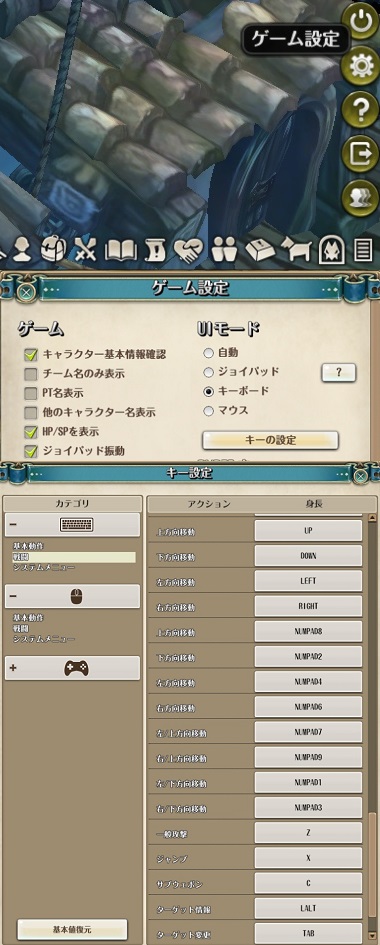 ゲーム設定
?
ゲーム設定
ゲーム
UIモード
キャラクター基本情報確認
チーム名のみ表示
PT名表示
他のキャラクター名表示
HP/SPを表示
ジョイパッド振動
自動
ジョイパッド
?
キーボード
マウス
キーの設定
キー設定
カテゴリ
アクション
身長
基本動作
戦闘
システムメニュー
基本動作
戦闘
システムメニュー
上方向移動
UP
下方向移動
DOWN
左方向移動
LEFT
右方向移動
RIGHT
上方向移動
NUMPAD8
下方向移動
NUMPAD2
左方向移動
NUMPAD4
右方向移動
NUMPAD6
左/上方向移動
NUMPAD7
右/上方向移動
NUMPAD9
左/下方向移動
NUMPAD1
右/下方向移動
NUMPAD3
一般攻撃
Z
ジャンプ
X
サブウェポン
C
ターゲット情報
LALT
ターゲット変更
TAB
基本値復元